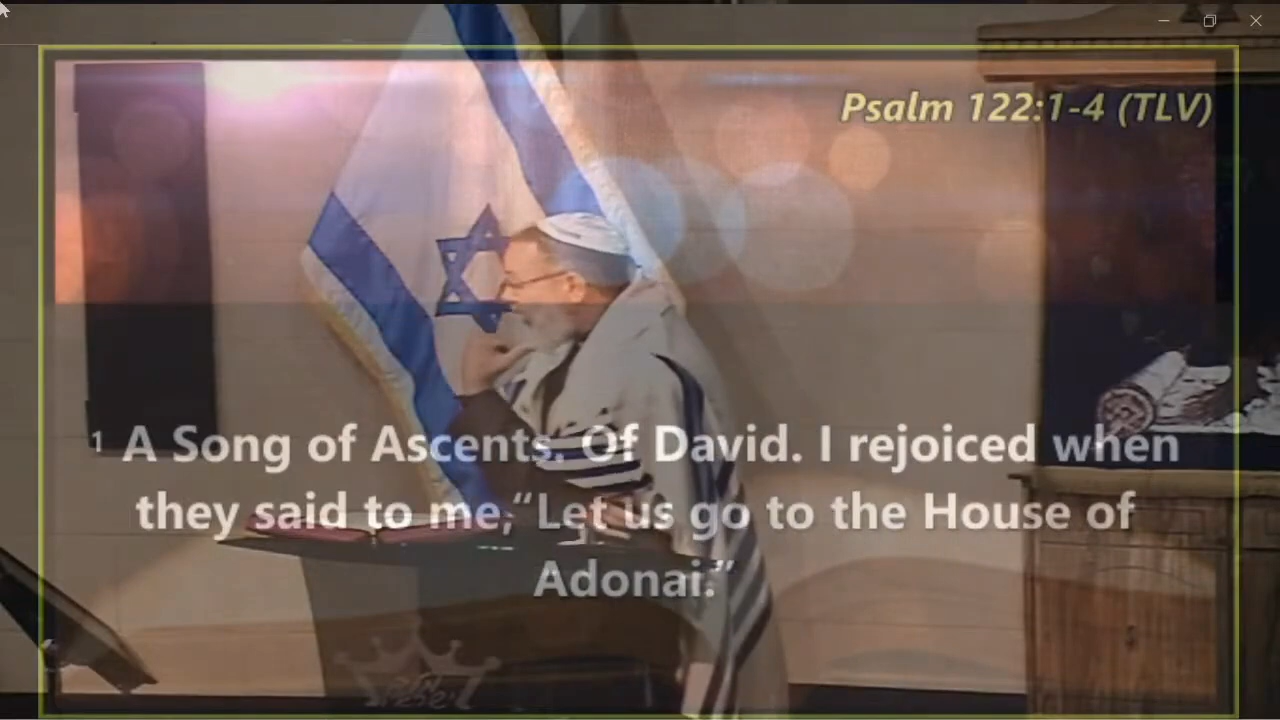 Psalm 122:1-4 (TLV)
1 A Song of Ascents. Of David. I rejoiced when
they said to me,“Let us go to the House of
Adonai.”